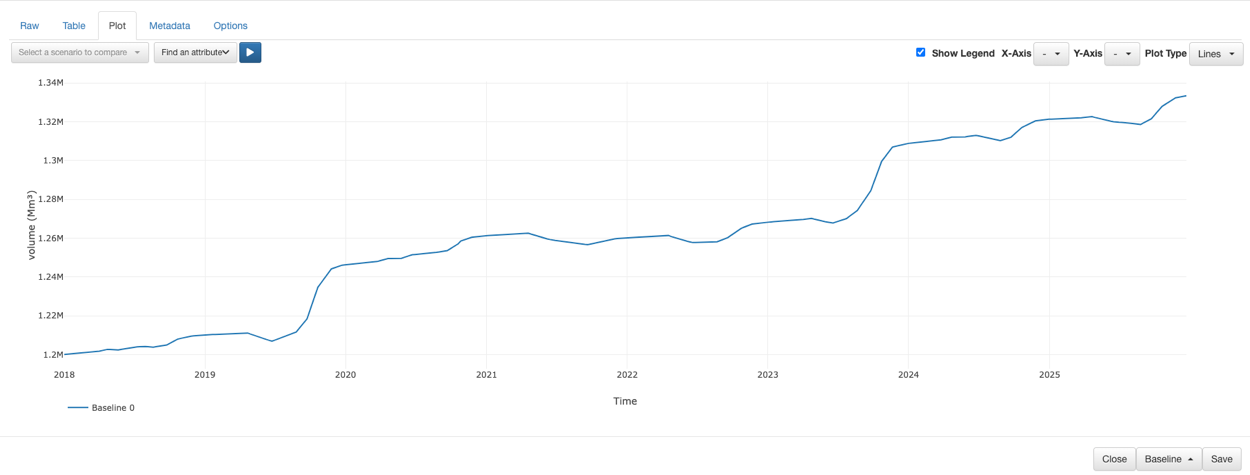 Raw Table Plot Metadata Options
Select a scenario to compare Find an attribute Show Legend X-Axis - Y-Axis - Plot Type Lines
1.34M
1.32M
1.3M
1.28M
1.26M
1.24M
1.22M
1.2M
volume (Mm³)
2018 2019 2020 2021 2022 2023 2024 2025
Time
Baseline 0
Close Baseline Save